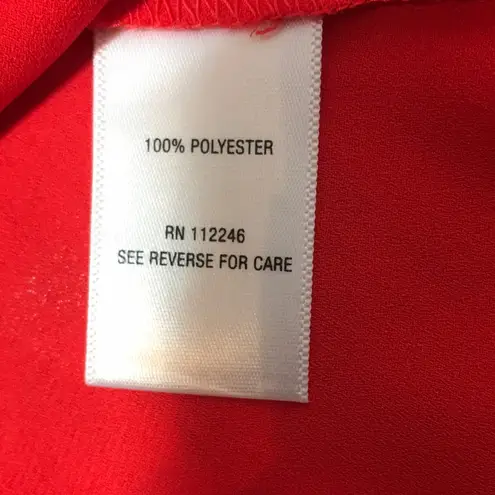 100% POLYESTER
RN 112246
SEE REVERSE FOR CARE